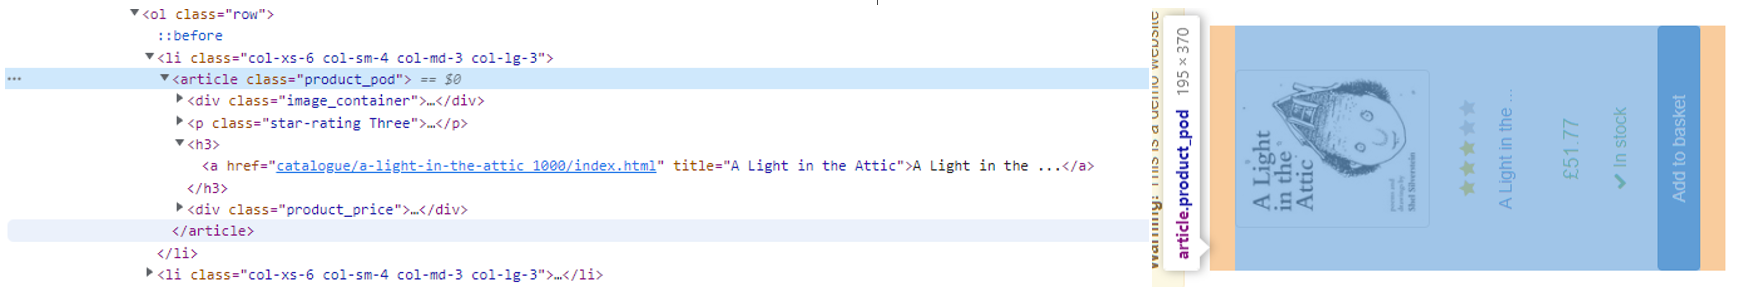 <ol class="row">
::before
<li class="col-xs-6 col-sm-4 col-md-3 col-lg-3">
<article class="product_pod"> == $0
<div class="image_container">…</div>
<p class="star-rating Three">…</p>
<h3>
<a href="catalogue/a-light-in-the-attic_1000/index.html" title="A Light in the Attic">A Light in the ...</a>
</h3>
<div class="product_price">…</div>
</article>
</li>
<li class="col-xs-6 col-sm-4 col-md-3 col-lg-3">…</li>
Warning! This is a demo website
article.product_pod 195 × 370
A Light
in the
Attic
poems and
drawings by
Shel Silverstein
A Light in the ...
£51.77
In stock
Add to basket